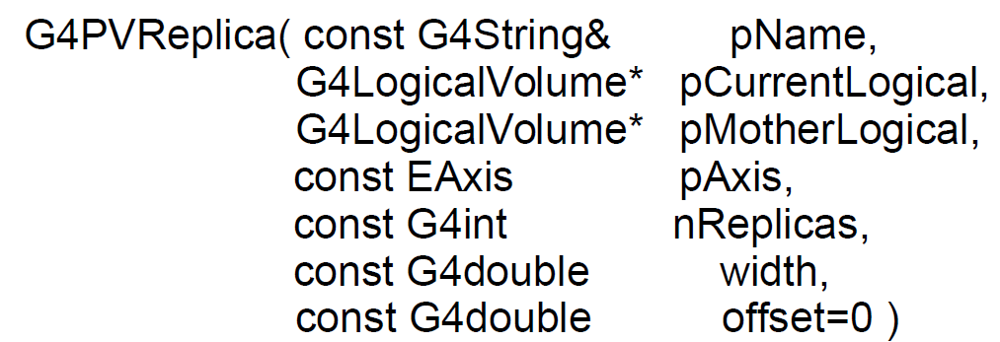 G4PVReplica( const G4String& pName,
G4LogicalVolume* pCurrentLogical,
G4LogicalVolume* pMotherLogical,
const EAxis pAxis,
const G4int nReplicas,
const G4double width,
const G4double offset=0 )